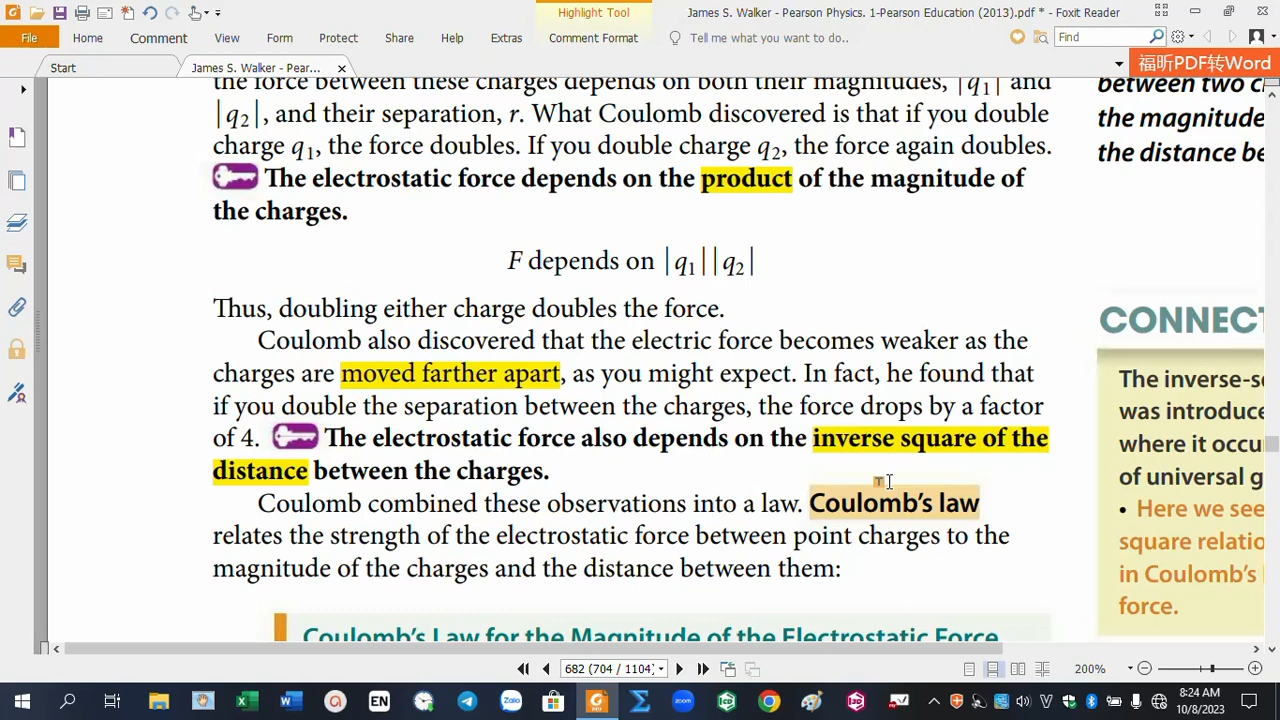 Highlight Tool
James S. Walker - Pearson Physics. 1-Pearson Education (2013).pdf * - Foxit Reader
File Home Comment View Form Protect Share Help Extras Comment Format Tell me what you want to do.. Find
Start James S. Walker - Pear...
福昕PDF转Word
the force between these charges depends on both their magnitudes, |q1| and
|q2|, and their separation, r. What Coulomb discovered is that if you double
charge q1, the force doubles. If you double charge q2, the force again doubles.
The electrostatic force depends on the product of the magnitude of
the charges.
F depends on |q1||q2|
Thus, doubling either charge doubles the force.
Coulomb also discovered that the electric force becomes weaker as the
charges are moved farther apart, as you might expect. In fact, he found that
if you double the separation between the charges, the force drops by a factor
of 4. The electrostatic force also depends on the inverse square of the
distance between the charges.
Coulomb combined these observations into a law. Coulomb's law
relates the strength of the electrostatic force between point charges to the
magnitude of the charges and the distance between them:
Coulomb's Law for the Magnitude of the Electrostatic Force
between two c
the magnitude
the distance be
CONNECT
The inverse-s
was introduce
where it occu
of universal g
• Here we see
square relatio
in Coulomb's
force.
682 (704 / 1104) 200%
EN
8:24 AM
10/8/2023